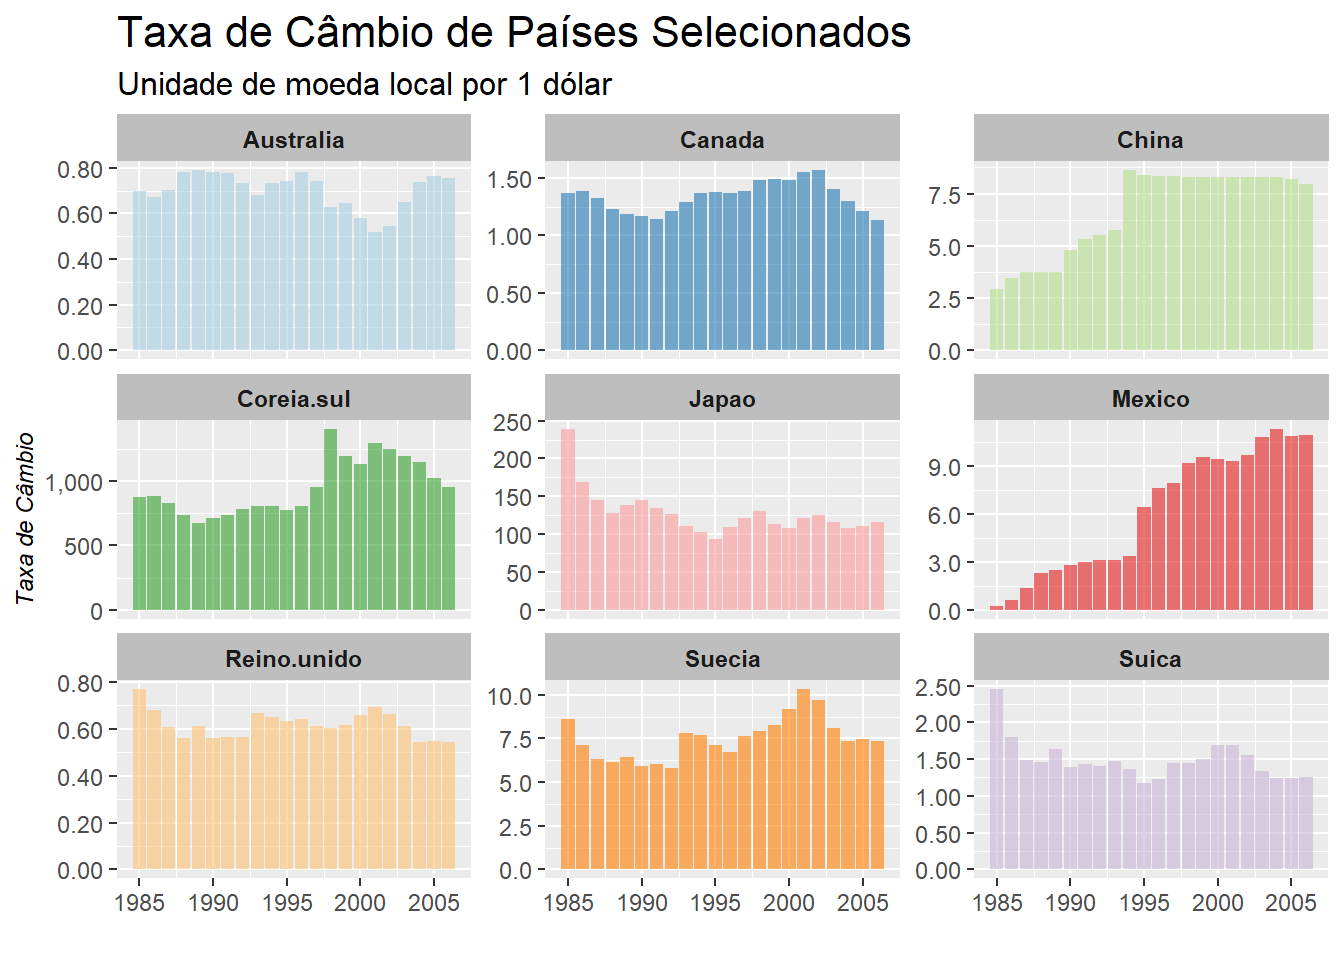 Taxa de Câmbio de Países Selecionados
Unidade de moeda local por 1 dólar
Australia
Canada
China
0.80
0.60
0.40
0.20
0.00
1.50
1.00
0.50
0.00
7.5
5.0
2.5
0.0
Taxa de Câmbio
Coreia.sul
Japao
Mexico
1,000
500
0
250
200
150
100
50
0
9.0
6.0
3.0
0.0
Reino.unido
Suecia
Suica
0.80
0.60
0.40
0.20
0.00
10.0
7.5
5.0
2.5
0.0
2.50
2.00
1.50
1.00
0.50
0.00
1985 1990 1995 2000 2005
1985 1990 1995 2000 2005
1985 1990 1995 2000 2005